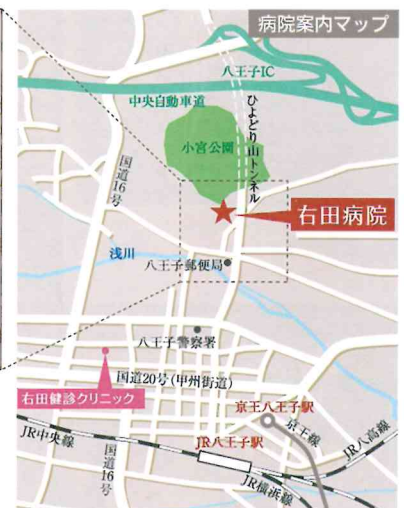 病院案内マップ
八王子IC
中央自動車道
ひよどり山トンネル
小宮公園
国道16号
右田病院
浅川
八王子郵便局
八王子警察署
国道20号(甲州街道)
右田健診クリニック
京王八王子駅
京王線
JR八高線
JR中央線
JR八王子駅
国道16号
JR横浜線